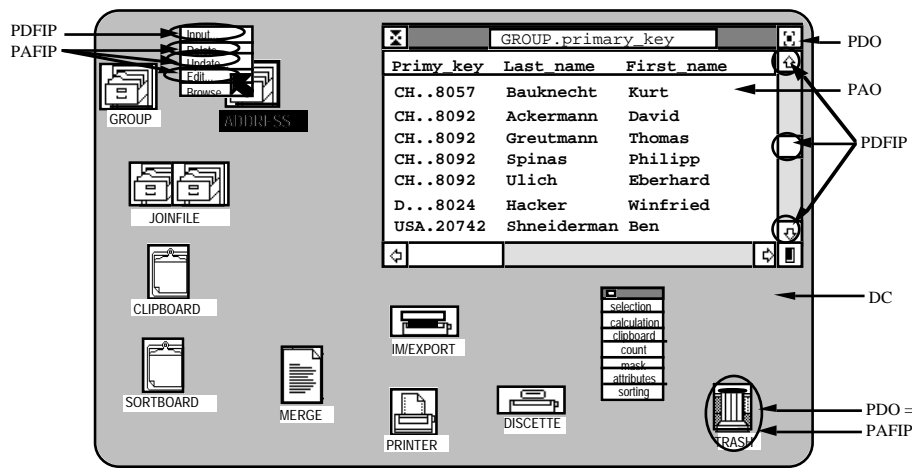 PDFIP
PAFIP
Input...
Delete...
Update...
Edit...
Browse
GROUP
ADDRESS
JOINFILE
CLIPBOARD
SORTBOARD
MERGE
GROUP.primary_key
Primy_key Last_name First_name
CH..8057 Bauknecht Kurt
CH..8092 Ackermann David
CH..8092 Greutmann Thomas
CH..8092 Spinas Philipp
CH..8092 Ulich Eberhard
D...8024 Hacker Winfried
USA.20742 Shneiderman Ben
PDO
PAO
PDFIP
DC
IM/EXPORT
PRINTER
DISCETTE
selection
calculation
clipboard
count
mask
attributes
sorting
TRASH
PDO =
PAFIP